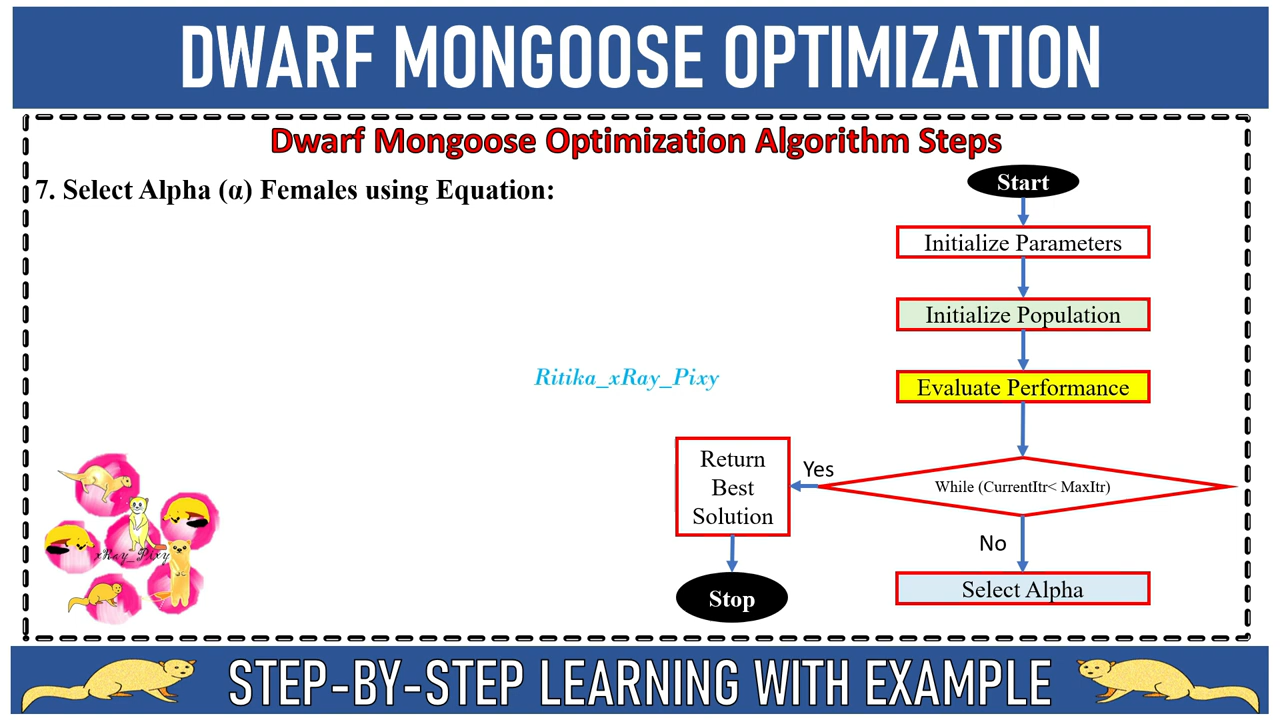 DWARF MONGOOSE OPTIMIZATION
Dwarf Mongoose Optimization Algorithm Steps
7. Select Alpha (α) Females using Equation:
Start
Initialize Parameters
Initialize Population
Ritika_xRay_Pixy
Evaluate Performance
Return
Best
Solution
Yes
While (CurrentItr< MaxItr)
No
xRay_Pixy
Stop
Select Alpha
STEP-BY-STEP LEARNING WITH EXAMPLE